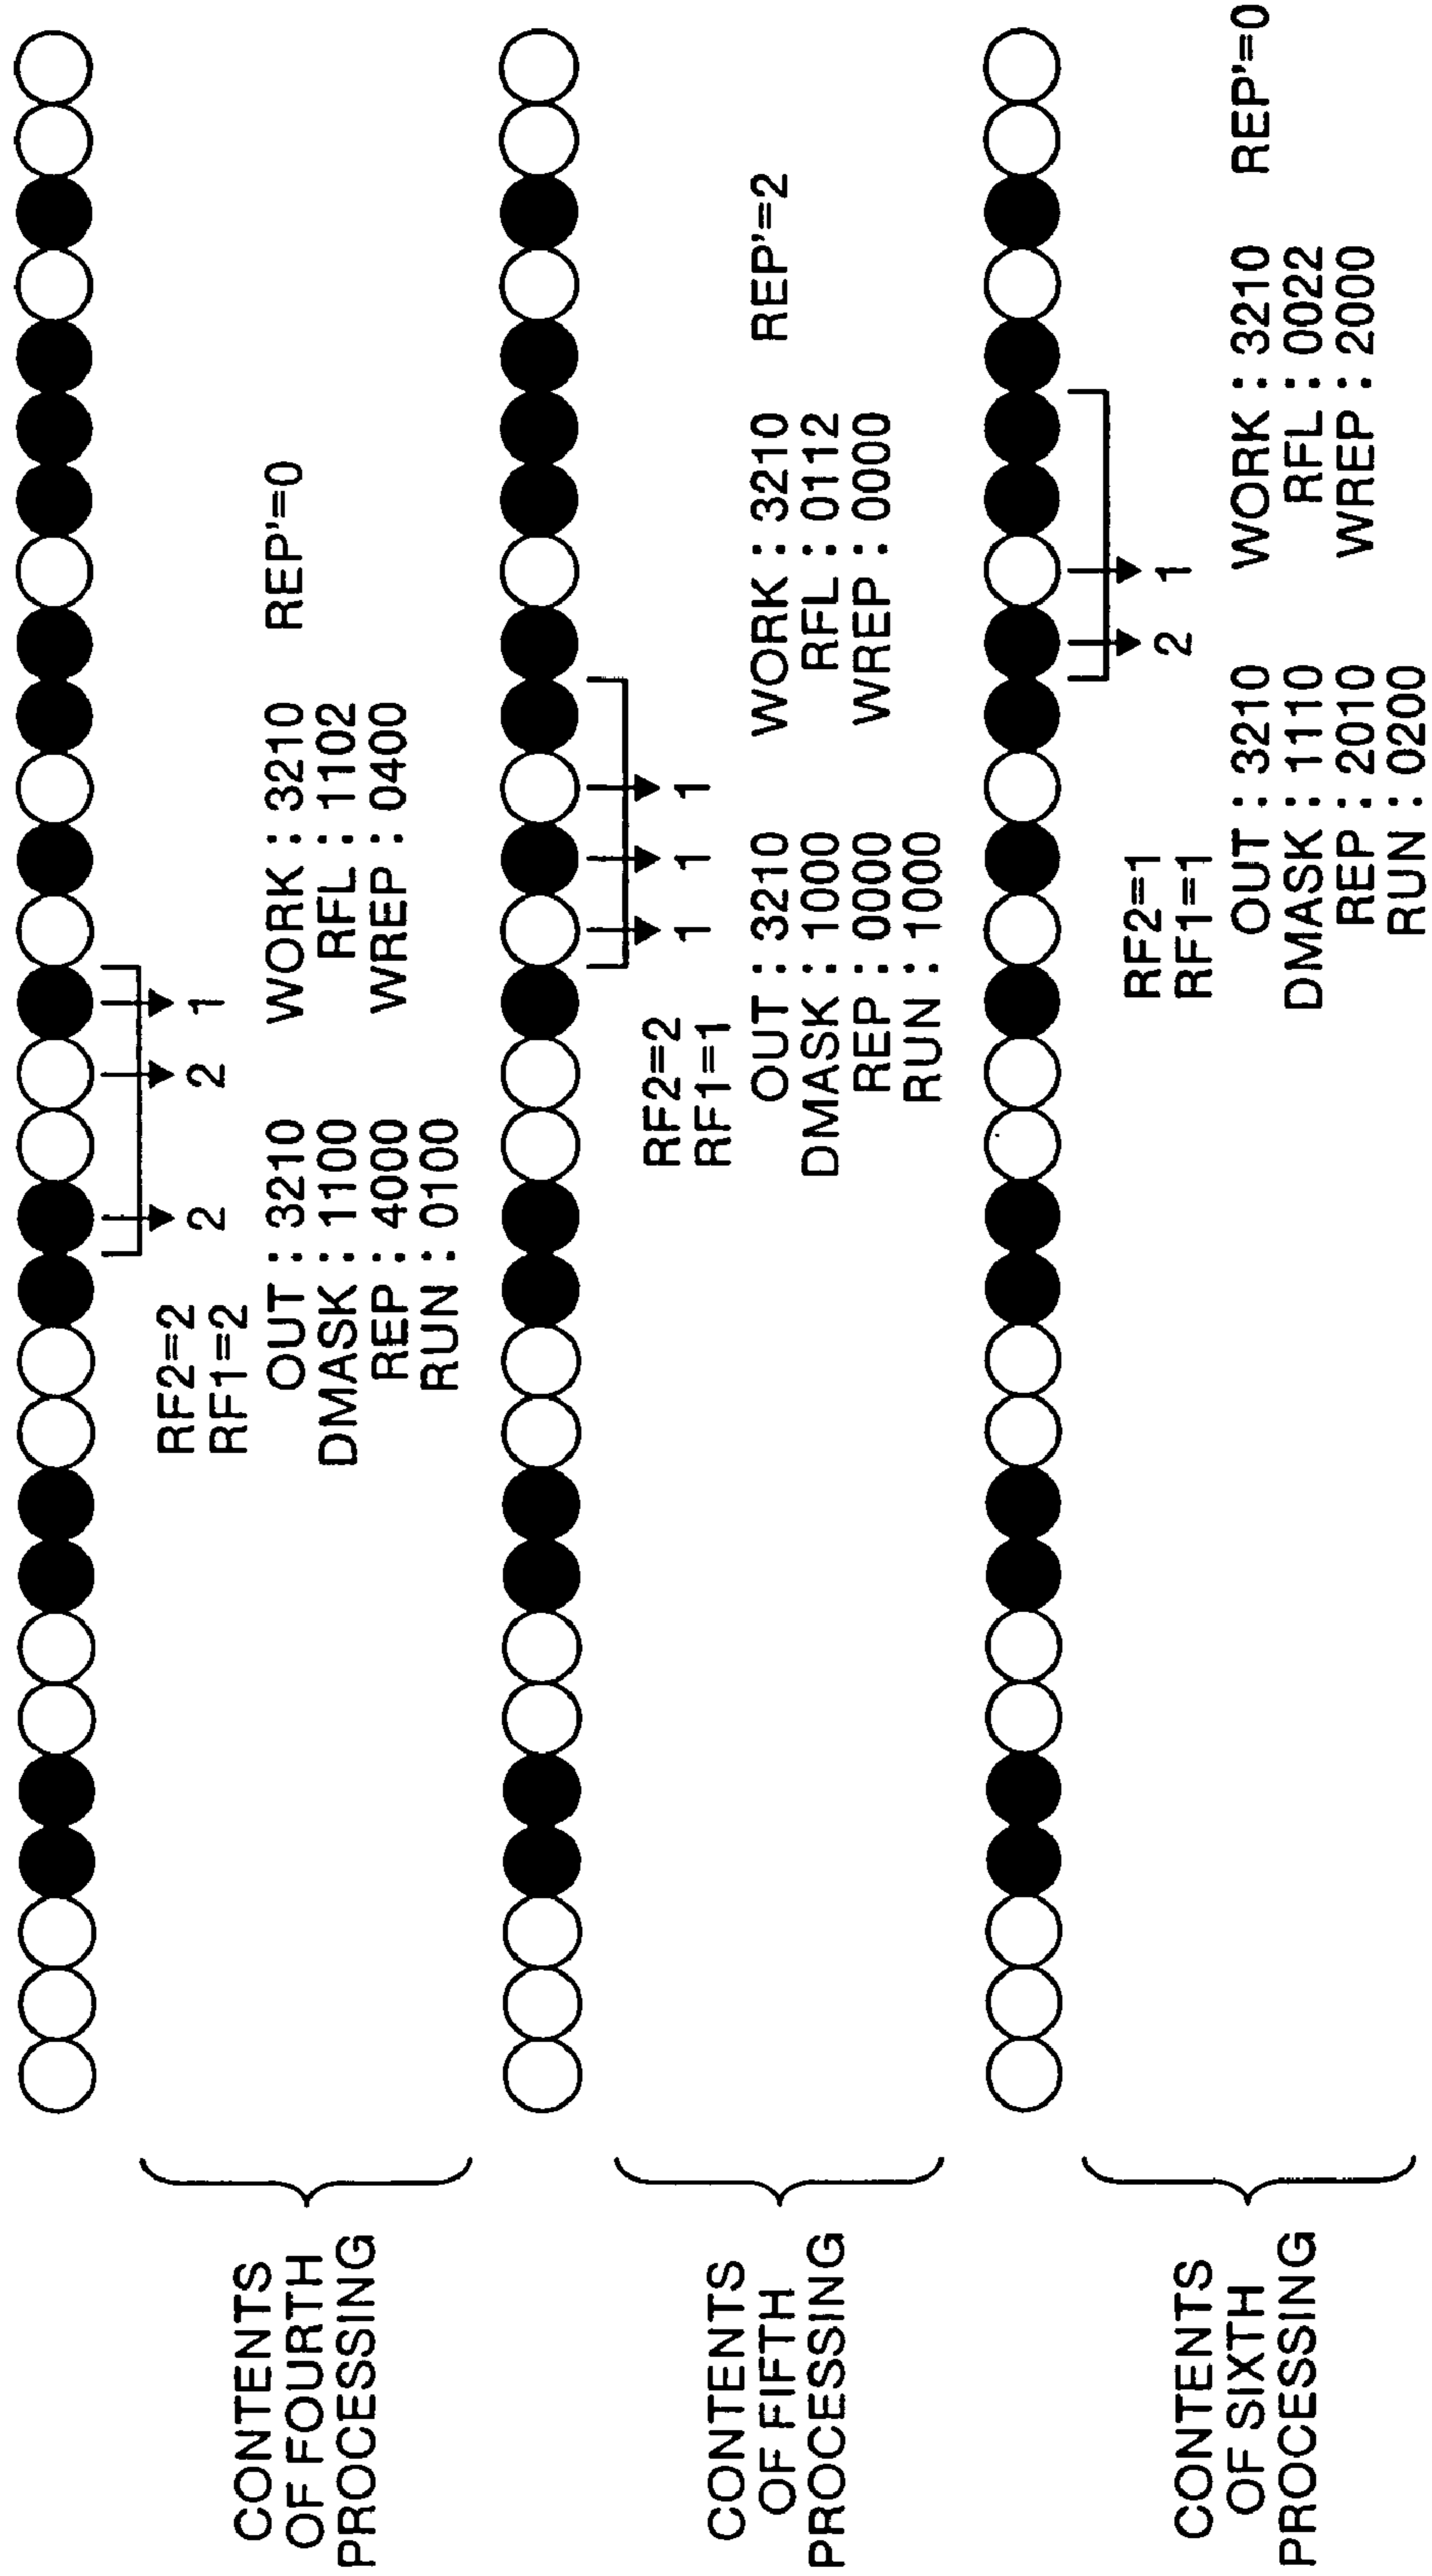 CONTENTS
OF FOURTH
PROCESSING
2 2 1
RF2=2
RF1=2
OUT : 3210 WORK : 3210 REP'=0
DMASK : 1100 RFL : 1102
REP : 4000 WREP : 0400
RUN : 0100
CONTENTS
OF FIFTH
PROCESSING
1 1 1
RF2=2
RF1=1
OUT : 3210 WORK : 3210 REP'=2
DMASK : 1000 RFL : 0112
REP : 0000 WREP : 0000
RUN : 1000
CONTENTS
OF SIXTH
PROCESSING
2 1
RF2=1
RF1=1
OUT : 3210 WORK : 3210 REP'=0
DMASK : 1110 RFL : 0022
REP : 2010 WREP : 2000
RUN : 0200